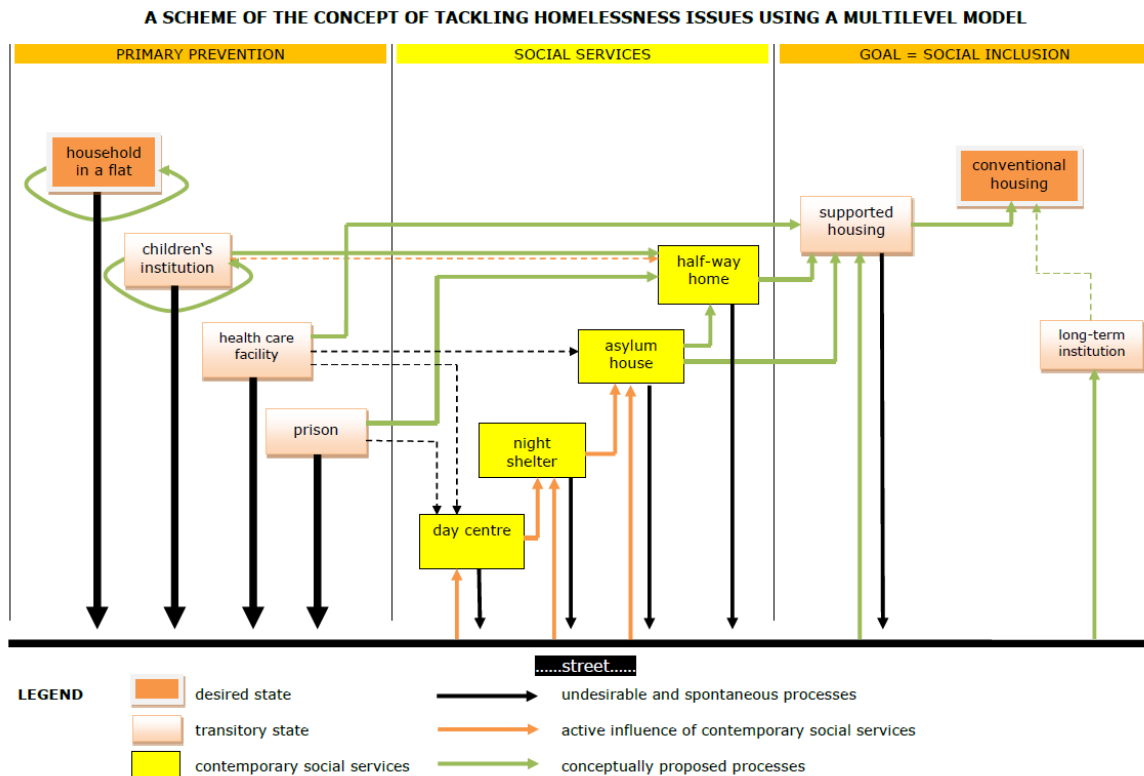 A SCHEME OF THE CONCEPT OF TACKLING HOMELESSNESS ISSUES USING A MULTILEVEL MODEL
PRIMARY PREVENTION
SOCIAL SERVICES
GOAL = SOCIAL INCLUSION
household
in a flat
children's
institution
health care
facility
prison
half-way
home
asylum
house
night
shelter
day centre
supported
housing
conventional
housing
long-term
institution
......street......
LEGEND
desired state
transitory state
contemporary social services
undesirable and spontaneous processes
active influence of contemporary social services
conceptually proposed processes